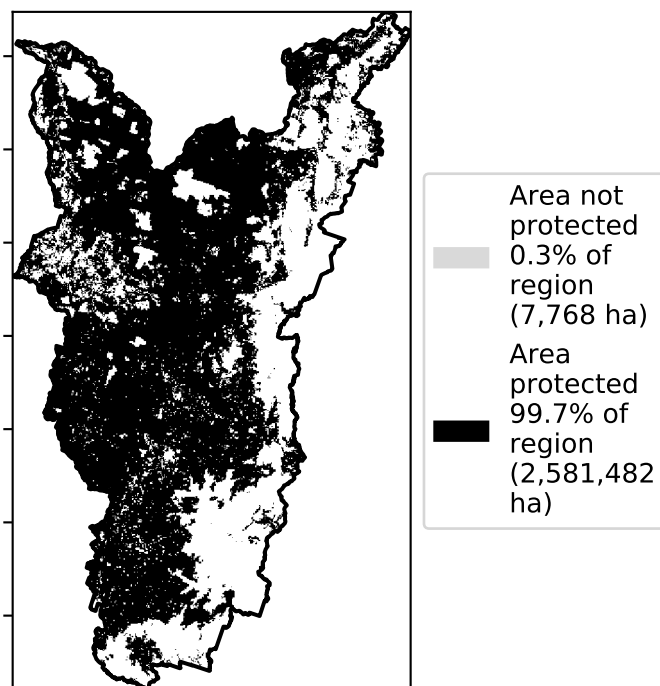 Area not
protected
0.3% of
region
(7,768 ha)
Area
protected
99.7% of
region
(2,581,482
ha)